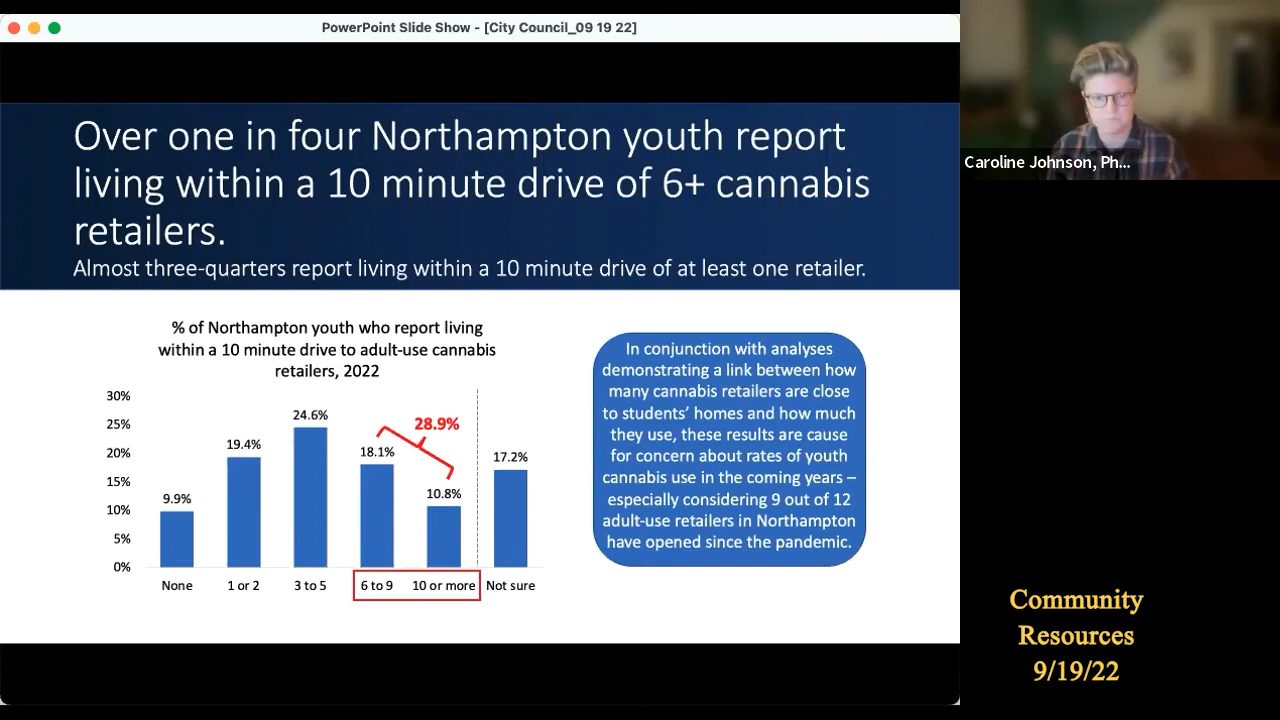 PowerPoint Slide Show - [City Council_09 19 22]
Over one in four Northampton youth report
living within a 10 minute drive of 6+ cannabis
retailers.
Almost three-quarters report living within a 10 minute drive of at least one retailer.
% of Northampton youth who report living
within a 10 minute drive to adult-use cannabis
retailers, 2022
30%
25%
20%
15%
10%
5%
0%
9.9%
19.4%
24.6%
18.1%
28.9%
10.8%
17.2%
None
1 or 2
3 to 5
6 to 9
10 or more
Not sure
In conjunction with analyses
demonstrating a link between how
many cannabis retailers are close
to students’ homes and how much
they use, these results are cause
for concern about rates of youth
cannabis use in the coming years –
especially considering 9 out of 12
adult-use retailers in Northampton
have opened since the pandemic.
Caroline Johnson, Ph...
Community
Resources
9/19/22